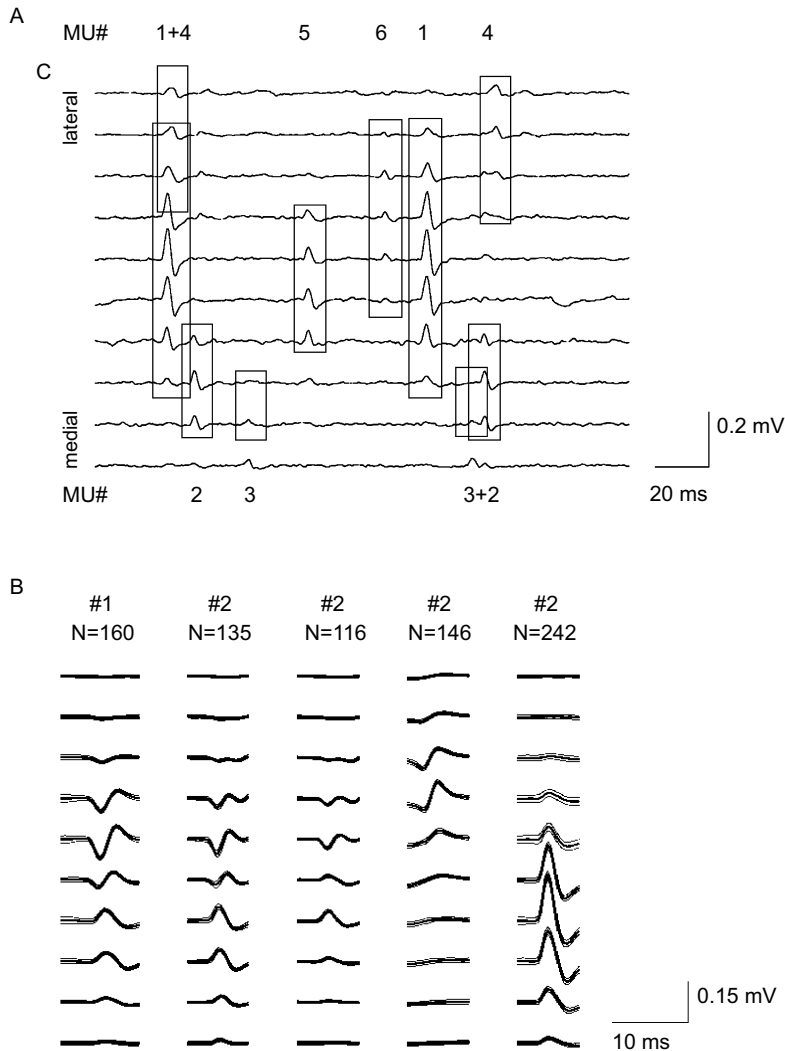 A
MU# 1+4 5 6 1 4
C
lateral
medial
0.2 mV
20 ms
MU# 2 3 3+2
B
#1 #2 #2 #2 #2
N=160 N=135 N=116 N=146 N=242
0.15 mV
10 ms